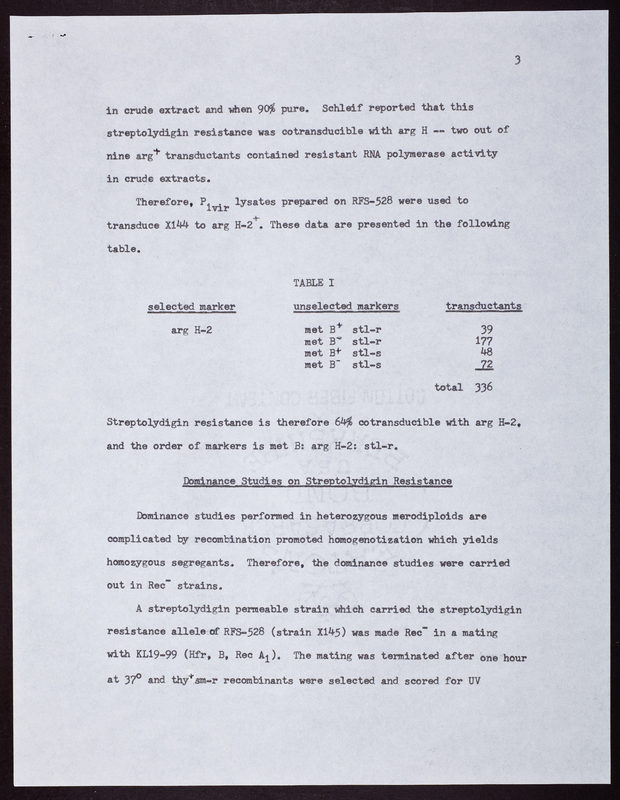 3
in crude extract and when 90% pure. Schleif reported that this
streptolydigin resistance was cotransducible with arg H -- two out of
nine arg+ transductants contained resistant RNA polymerase activity
in crude extracts.
Therefore, P1vir lysates prepared on RFS-528 were used to
transduce X144 to arg H-2+. These data are presented in the following
table.
TABLE I
selected marker unselected markers transductants
arg H-2 met B+ stl-r 39
met B- stl-r 177
met B+ stl-s 48
met B- stl-s 72
total 336
Streptolydigin resistance is therefore 64% cotransducible with arg H-2,
and the order of markers is met B: arg H-2: stl-r.
Dominance Studies on Streptolydigin Resistance
Dominance studies performed in heterozygous merodiploids are
complicated by recombination promoted homogenotization which yields
homozygous segregants. Therefore, the dominance studies were carried
out in Rec- strains.
A streptolydigin permeable strain which carried the streptolydigin
resistance allele of RFS-528 (strain X145) was made Rec- in a mating
with KL19-99 (Hfr, B, Rec A1). The mating was terminated after one hour
at 37° and thy+sm-r recombinants were selected and scored for UV